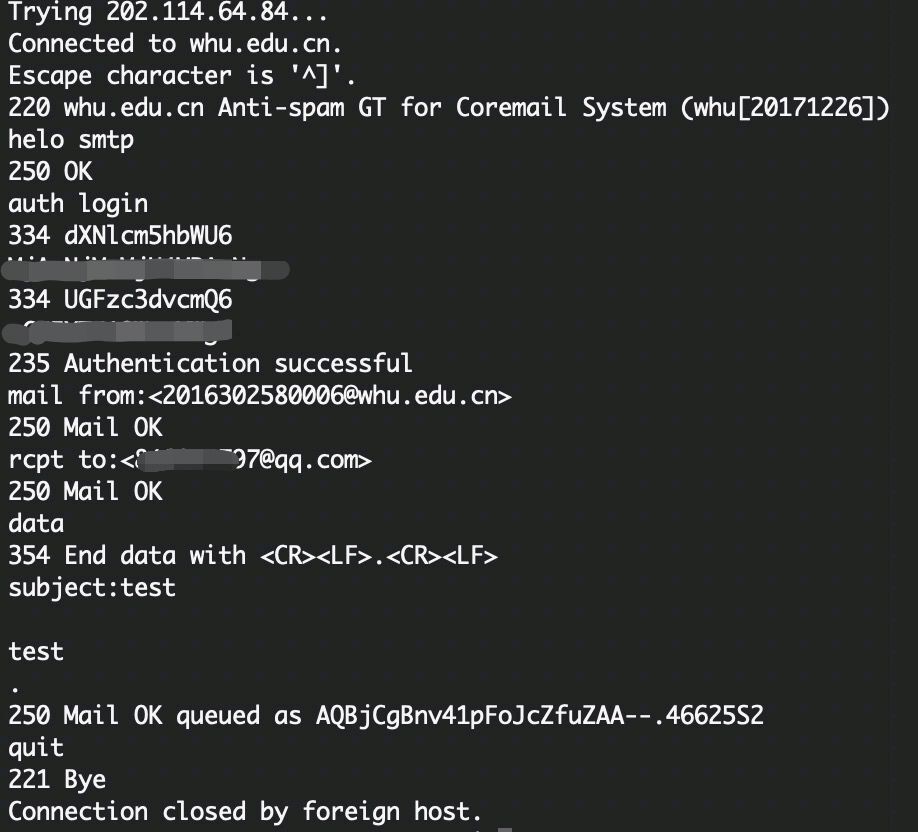 Trying 202.114.64.84...
Connected to whu.edu.cn.
Escape character is '^]'.
220 whu.edu.cn Anti-spam GT for Coremail System (whu[20171226])
helo smtp
250 OK
auth login
334 dXNlcm5hbWU6
334 UGFzc3dvcmQ6
235 Authentication successful
mail from:<2016302580006@whu.edu.cn>
250 Mail OK
rcpt to:<
97@qq.com>
250 Mail OK
data
354 End data with <CR><LF>.<CR><LF>
subject:test
test
.
250 Mail OK queued as AQBjCgBnv41pFoJcZfuZAA--.46625S2
quit
221 Bye
Connection closed by foreign host.